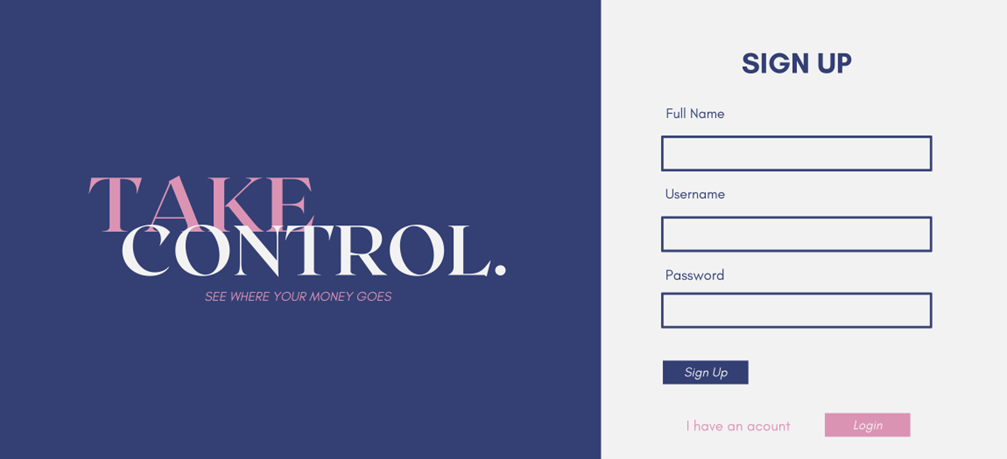 TAKE
CONTROL.
SEE WHERE YOUR MONEY GOES
SIGN UP
Full Name
Username
Password
Sign Up
I have an acount
Login